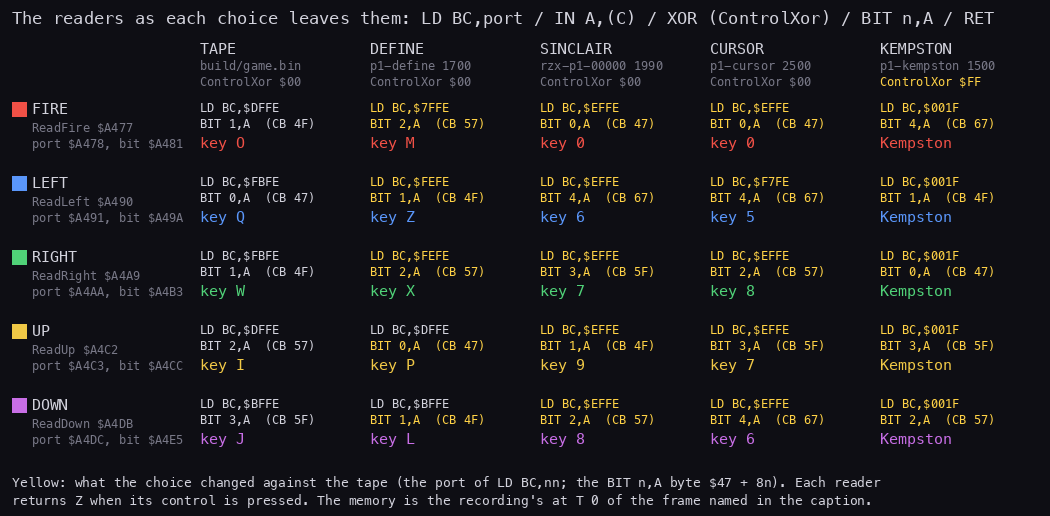 The readers as each choice leaves them: LD BC,port / IN A,(C) / XOR (ControlXor) / BIT n,A / RET
TAPE DEFINE SINCLAIR CURSOR KEMPSTON
build/game.bin p1-define 1700 rzx-p1-00000 1990 p1-cursor 2500 p1-kempston 1500
ControlXor $00 ControlXor $00 ControlXor $00 ControlXor $00 ControlXor $FF
FIRE LD BC,$DFFE LD BC,$7FFE LD BC,$EFFE LD BC,$EFFE LD BC,$001F
ReadFire $A477 BIT 1,A (CB 4F) BIT 2,A (CB 57) BIT 0,A (CB 47) BIT 0,A (CB 47) BIT 4,A (CB 67)
port $A478, bit $A481 key O key M key 0 key 0 Kempston
LEFT LD BC,$FBFE LD BC,$FEFE LD BC,$EFFE LD BC,$F7FE LD BC,$001F
ReadLeft $A490 BIT 0,A (CB 47) BIT 1,A (CB 4F) BIT 4,A (CB 67) BIT 4,A (CB 67) BIT 1,A (CB 4F)
port $A491, bit $A49A key Q key Z key 6 key 5 Kempston
RIGHT LD BC,$FBFE LD BC,$FEFE LD BC,$EFFE LD BC,$EFFE LD BC,$001F
ReadRight $A4A9 BIT 1,A (CB 4F) BIT 2,A (CB 57) BIT 3,A (CB 5F) BIT 2,A (CB 57) BIT 0,A (CB 47)
port $A4AA, bit $A4B3 key W key X key 7 key 8 Kempston
UP LD BC,$DFFE LD BC,$DFFE LD BC,$EFFE LD BC,$EFFE LD BC,$001F
ReadUp $A4C2 BIT 2,A (CB 57) BIT 0,A (CB 47) BIT 1,A (CB 4F) BIT 3,A (CB 5F) BIT 3,A (CB 5F)
port $A4C3, bit $A4CC key I key P key 9 key 7 Kempston
DOWN LD BC,$BFFE LD BC,$BFFE LD BC,$EFFE LD BC,$EFFE LD BC,$001F
ReadDown $A4DB BIT 3,A (CB 5F) BIT 1,A (CB 4F) BIT 2,A (CB 57) BIT 4,A (CB 67) BIT 2,A (CB 57)
port $A4DC, bit $A4E5 key J key L key 8 key 6 Kempston
Yellow: what the choice changed against the tape (the port of LD BC,nn; the BIT n,A byte $47 + 8n). Each reader
returns Z when its control is pressed. The memory is the recording's at T 0 of the frame named in the caption.